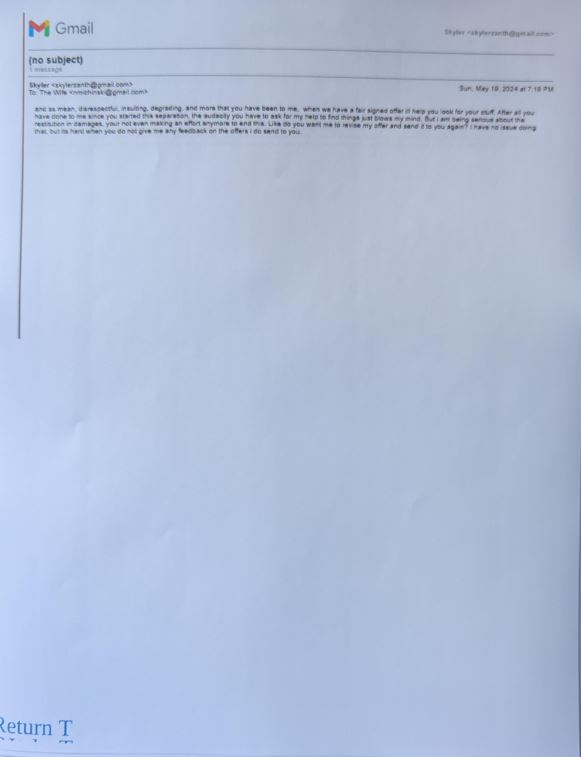 Gmail
Skyler <skylerzanth@gmail.com>
(no subject)
1 message
Skyler <skylerzanth@gmail.com>
Sun, May 19, 2024 at 7:18 PM
To: The Wife <nmichinski@gmail.com>
and as mean, disrespectful, insulting, degrading, and more that you have been to me, when we have a fair signed offer ill help you look for your stuff. After all you
have done to me since you started this separation, the audacity you have to ask for my help to find things just blows my mind. But i am being serious about the
restitution in damages, your not even making an effort anymore to end this. Like do you want me to revise my offer and send it to you again? i have no issue doing
that, but its hard when you do not give me any feedback on the offers i do send to you.
Return T